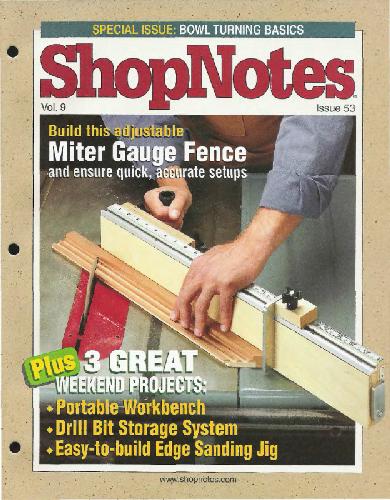 SPECIAL ISSUE: BOWL TURNING BASICS
ShopNotes
Vol. 9 Issue 53
Build this adjustable
Miter Gauge Fence
and ensure quick, accurate setups
Plus 3 GREAT
WEEKEND PROJECTS:
• Portable Workbench
• Drill Bit Storage System
• Easy-to-build Edge Sanding Jig
www.shopnotes.com